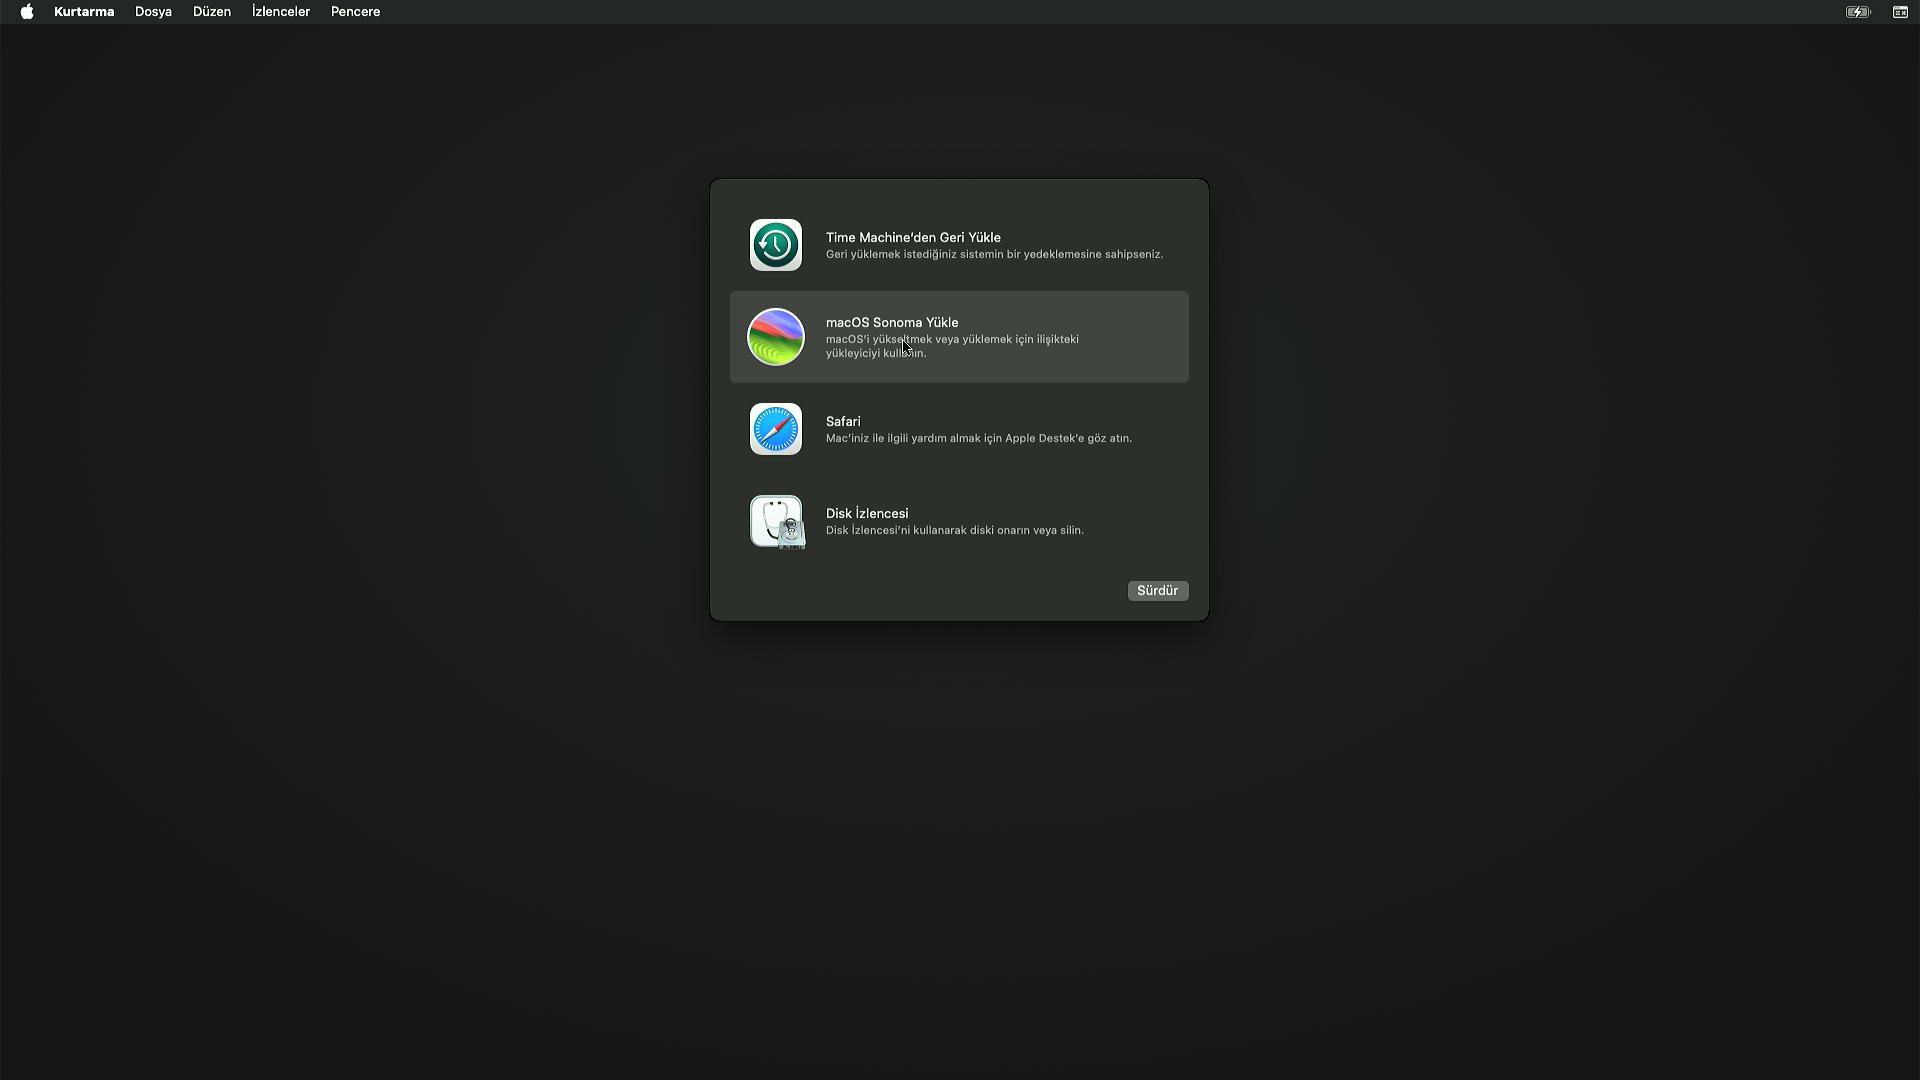 Kurtarma Dosya Düzen İzlenceler Pencere
Time Machine'den Geri Yükle
Geri yüklemek istediğiniz sistemin bir yedeklemesine sahipseniz.
macOS Sonoma Yükle
macOS'i yükseltmek veya yüklemek için ilişikteki
yükleyiciyi kullanın.
Safari
Mac'iniz ile ilgili yardım almak için Apple Destek'e göz atın.
Disk İzlencesi
Disk İzlencesi'ni kullanarak diski onarın veya silin.
Sürdür